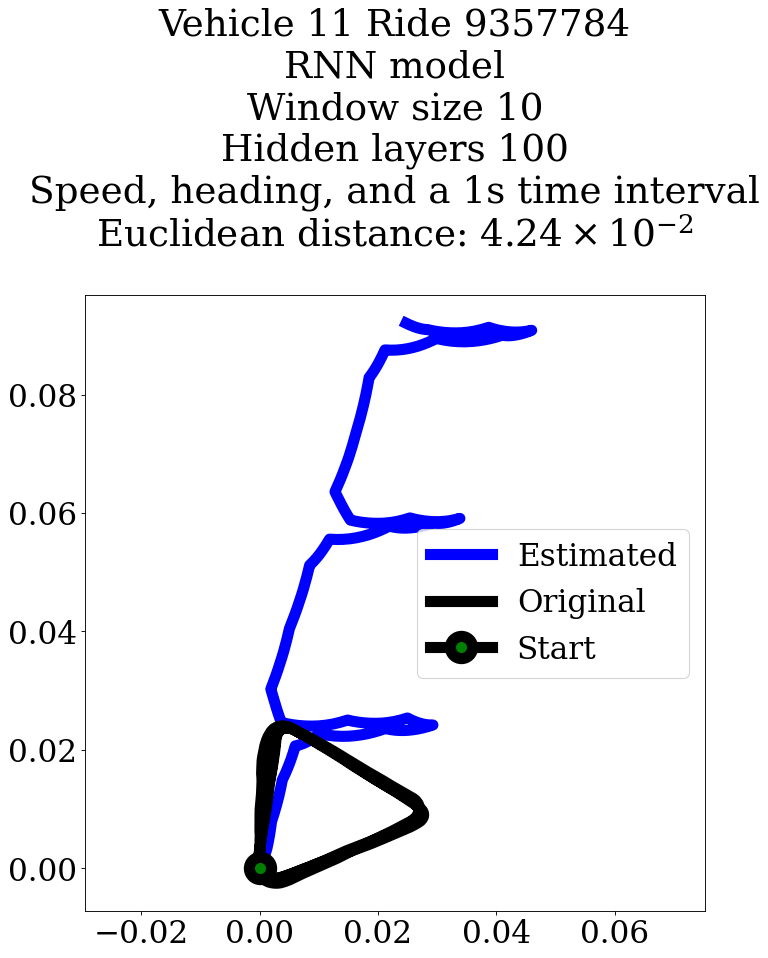 Vehicle 11 Ride 9357784
RNN model
Window size 10
Hidden layers 100
Speed, heading, and a 1s time interval
Euclidean distance: 4.24 × 10⁻²
0.08
0.06
0.04
0.02
0.00
Estimated
Original
Start
−0.02 0.00 0.02 0.04 0.06